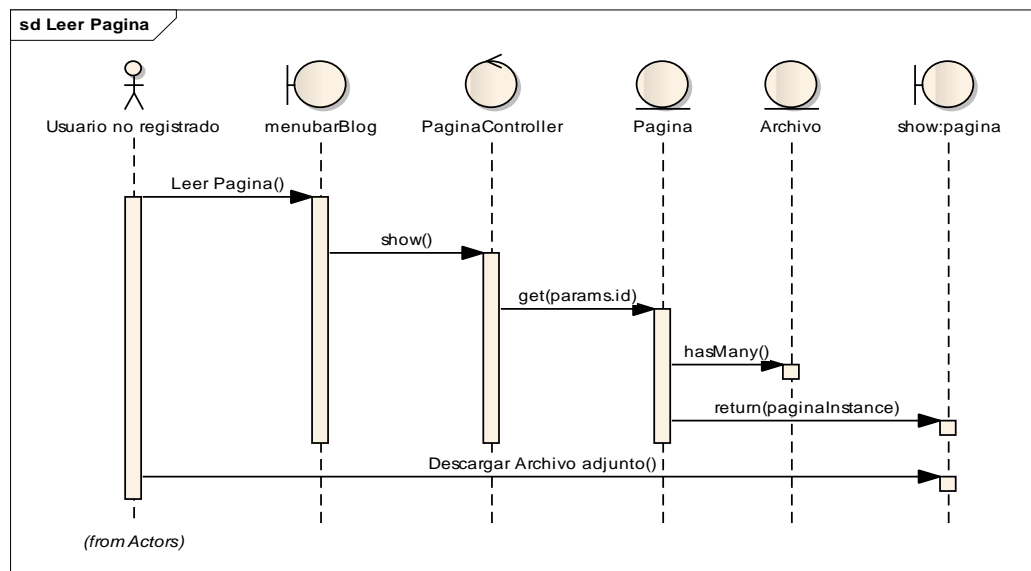 sd Leer Pagina
Usuario no registrado
menubarBlog
PaginaController
Pagina
Archivo
show:pagina
Leer Pagina()
show()
get(params.id)
hasMany()
return(paginaInstance)
Descargar Archivo adjunto()
(from Actors)